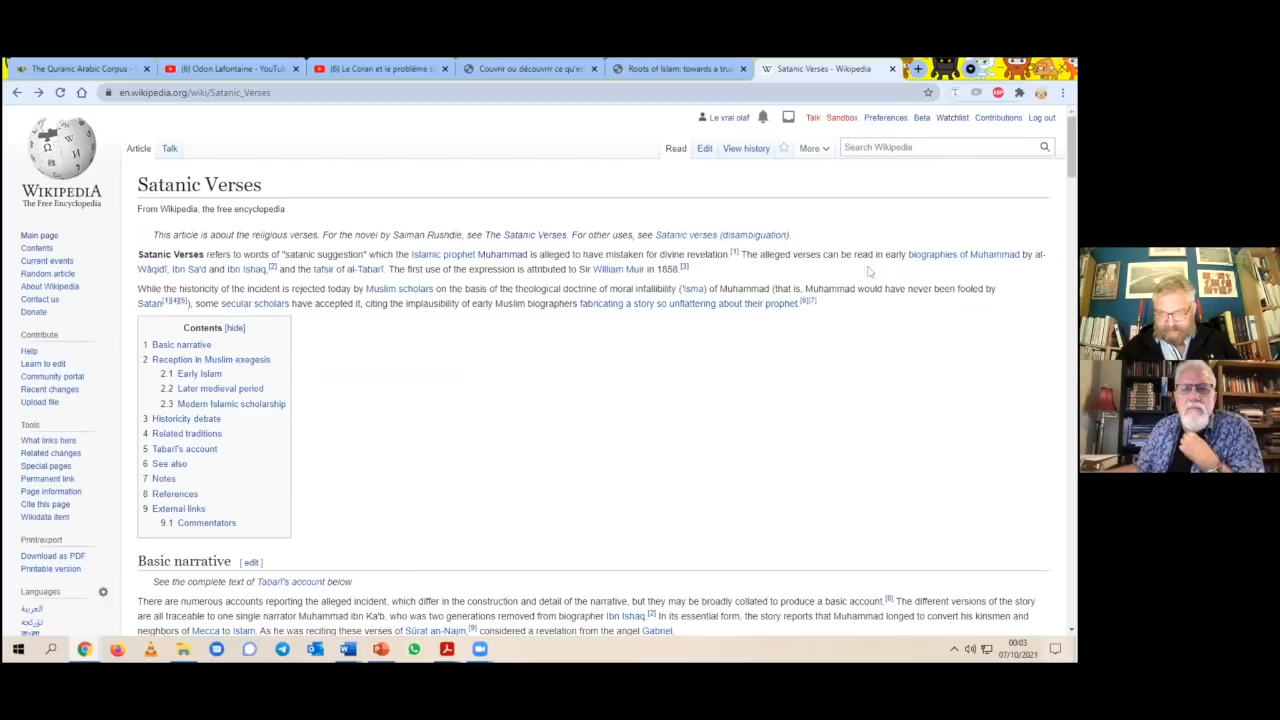 The Quranic Arabic Corpus -
(6) Odon Lafontaine - YouTu
(6) Le Coran et le problème s
Couvrir ou découvrir ce qu'es
Roots of Islam: towards a tru
Satanic Verses - Wikipedia
en.wikipedia.org/wiki/Satanic_Verses
Le vrai olaf Talk Sandbox Preferences Beta Watchlist Contributions Log out
Article Talk Read Edit View history More Search Wikipedia
WIKIPEDIA
The Free Encyclopedia
Main page
Contents
Current events
Random article
About Wikipedia
Contact us
Donate
Contribute
Help
Learn to edit
Community portal
Recent changes
Upload file
Tools
What links here
Related changes
Special pages
Permanent link
Page information
Cite this page
Wikidata item
Print/export
Download as PDF
Printable version
Languages
العربية
Satanic Verses
From Wikipedia, the free encyclopedia
This article is about the religious verses. For the novel by Salman Rushdie, see The Satanic Verses. For other uses, see Satanic verses (disambiguation).
Satanic Verses refers to words of "satanic suggestion" which the Islamic prophet Muhammad is alleged to have mistaken for divine revelation.[1] The alleged verses can be read in early biographies of Muhammad by al-
Wāqidī, Ibn Sa'd and Ibn Ishaq,[2] and the tafsir of al-Tabarī. The first use of the expression is attributed to Sir William Muir in 1858.[3]
While the historicity of the incident is rejected today by Muslim scholars on the basis of the theological doctrine of moral infallibility ('isma) of Muhammad (that is, Muhammad would have never been fooled by
Satan[1][4][5]), some secular scholars have accepted it, citing the implausibility of early Muslim biographers fabricating a story so unflattering about their prophet.[6][7]
Contents [hide]
1 Basic narrative
2 Reception in Muslim exegesis
2.1 Early Islam
2.2 Later medieval period
2.3 Modern Islamic scholarship
3 Historicity debate
4 Related traditions
5 Tabarī's account
6 See also
7 Notes
8 References
9 External links
9.1 Commentators
Basic narrative [ edit ]
See the complete text of Tabarī's account below
There are numerous accounts reporting the alleged incident, which differ in the construction and detail of the narrative, but they may be broadly collated to produce a basic account.[8] The different versions of the story
are all traceable to one single narrator Muhammad ibn Ka'b, who was two generations removed from biographer Ibn Ishaq.[2] In its essential form, the story reports that Muhammad longed to convert his kinsmen and
neighbors of Mecca to Islam. As he was reciting these verses of Sūrat an-Najm,[9] considered a revelation from the angel Gabriel,
00:03
07/10/2021